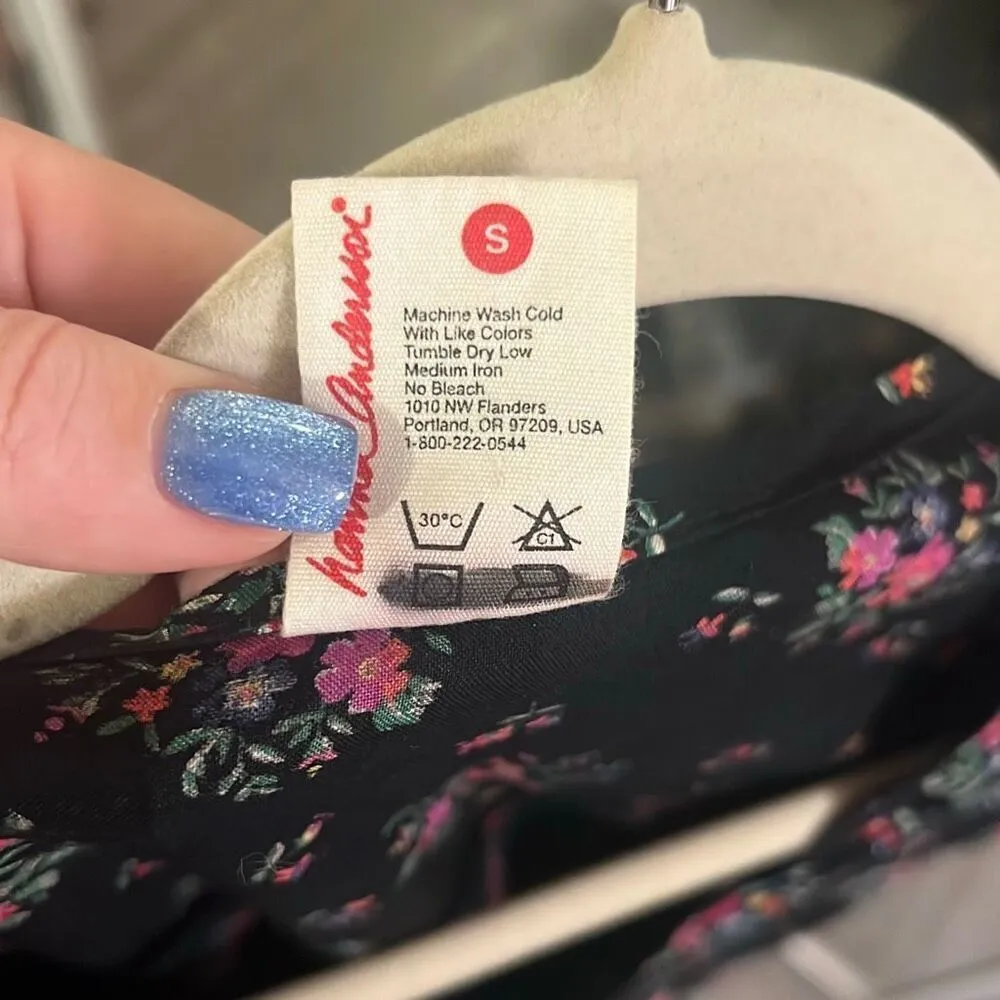 Hanna Andersson
S
Machine Wash Cold
With Like Colors
Tumble Dry Low
Medium Iron
No Bleach
1010 NW Flanders
Portland, OR 97209, USA
1-800-222-0544
30°C
C1